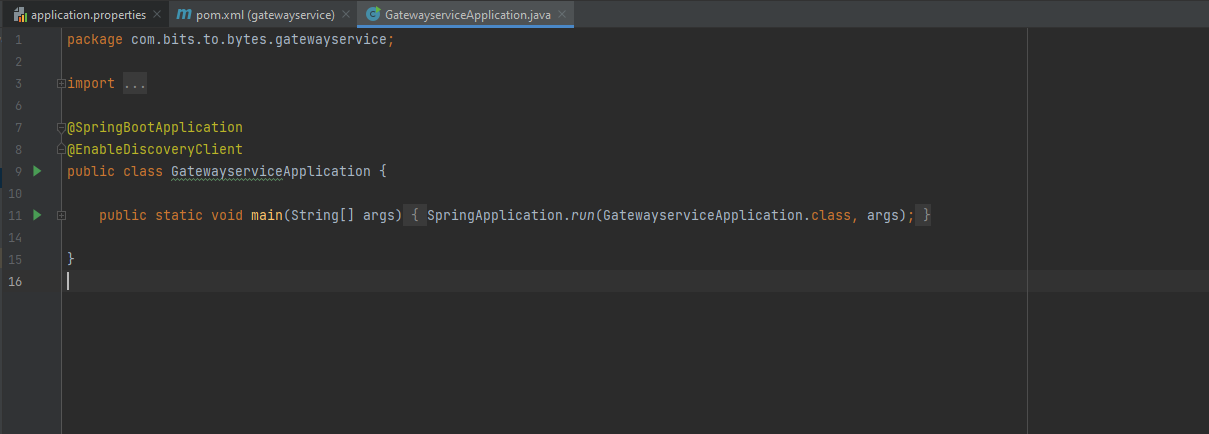 application.properties pom.xml (gatewayservice) GatewayserviceApplication.java
1 package com.bits.to.bytes.gatewayservice;
2
3 import ...
6
7 @SpringBootApplication
8 @EnableDiscoveryClient
9 public class GatewayserviceApplication {
10
11 public static void main(String[] args) { SpringApplication.run(GatewayserviceApplication.class, args); }
14
15 }
16